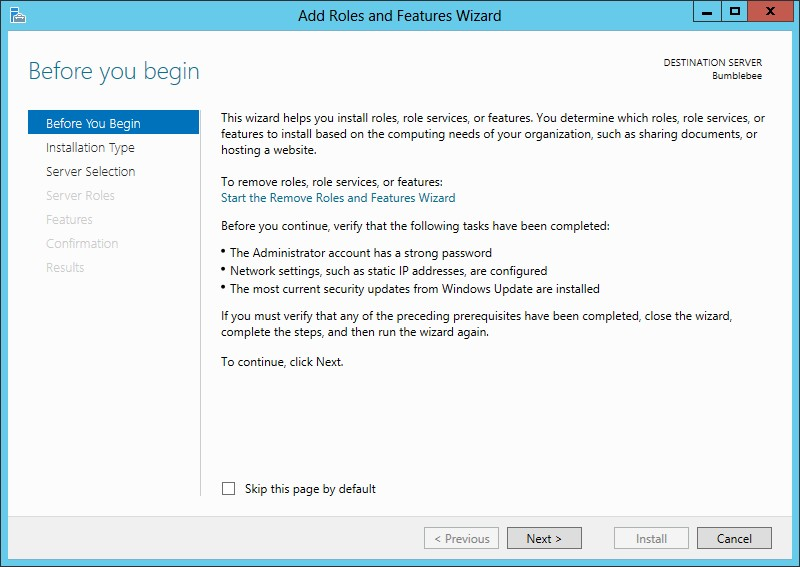 Add Roles and Features Wizard
Before you begin
DESTINATION SERVER
Bumblebee
Before You Begin
Installation Type
Server Selection
Server Roles
Features
Confirmation
Results
This wizard helps you install roles, role services, or features. You determine which roles, role services, or
features to install based on the computing needs of your organization, such as sharing documents, or
hosting a website.
To remove roles, role services, or features:
Start the Remove Roles and Features Wizard
Before you continue, verify that the following tasks have been completed:
• The Administrator account has a strong password
• Network settings, such as static IP addresses, are configured
• The most current security updates from Windows Update are installed
If you must verify that any of the preceding prerequisites have been completed, close the wizard,
complete the steps, and then run the wizard again.
To continue, click Next.
Skip this page by default
< Previous
Next >
Install
Cancel